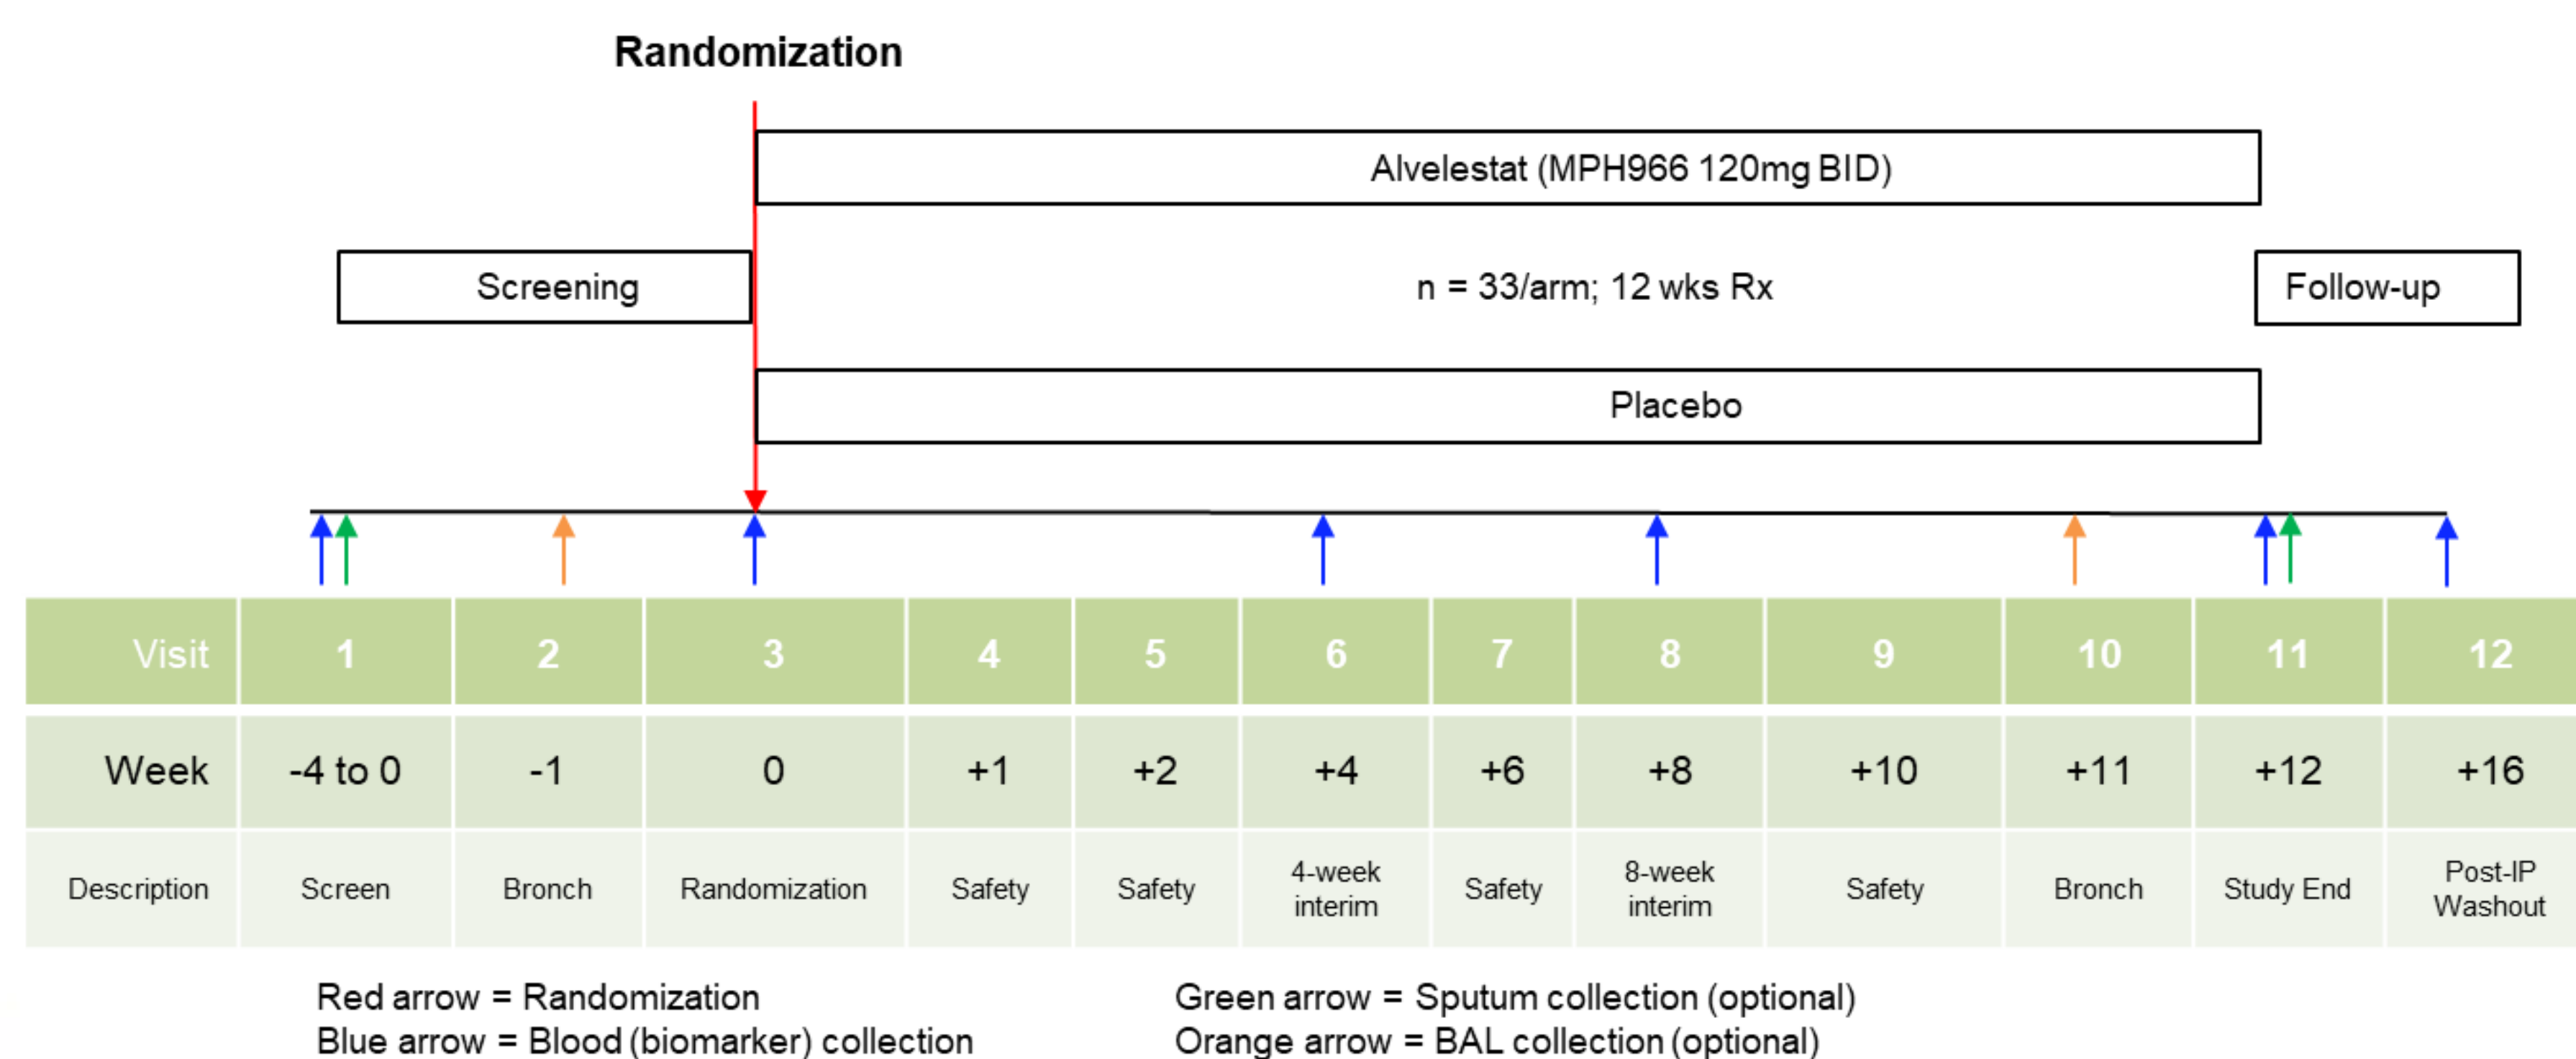 Randomization
Alvelestat (MPH966 120mg BID)
Screening
n = 33/arm; 12 wks Rx
Follow-up
Placebo
Visit 1 2 3 4 5 6 7 8 9 10 11 12
Week -4 to 0 -1 0 +1 +2 +4 +6 +8 +10 +11 +12 +16
Description Screen Bronch Randomization Safety Safety 4-week interim Safety 8-week interim Safety Bronch Study End Post-IP Washout
Red arrow = Randomization
Blue arrow = Blood (biomarker) collection
Green arrow = Sputum collection (optional)
Orange arrow = BAL collection (optional)